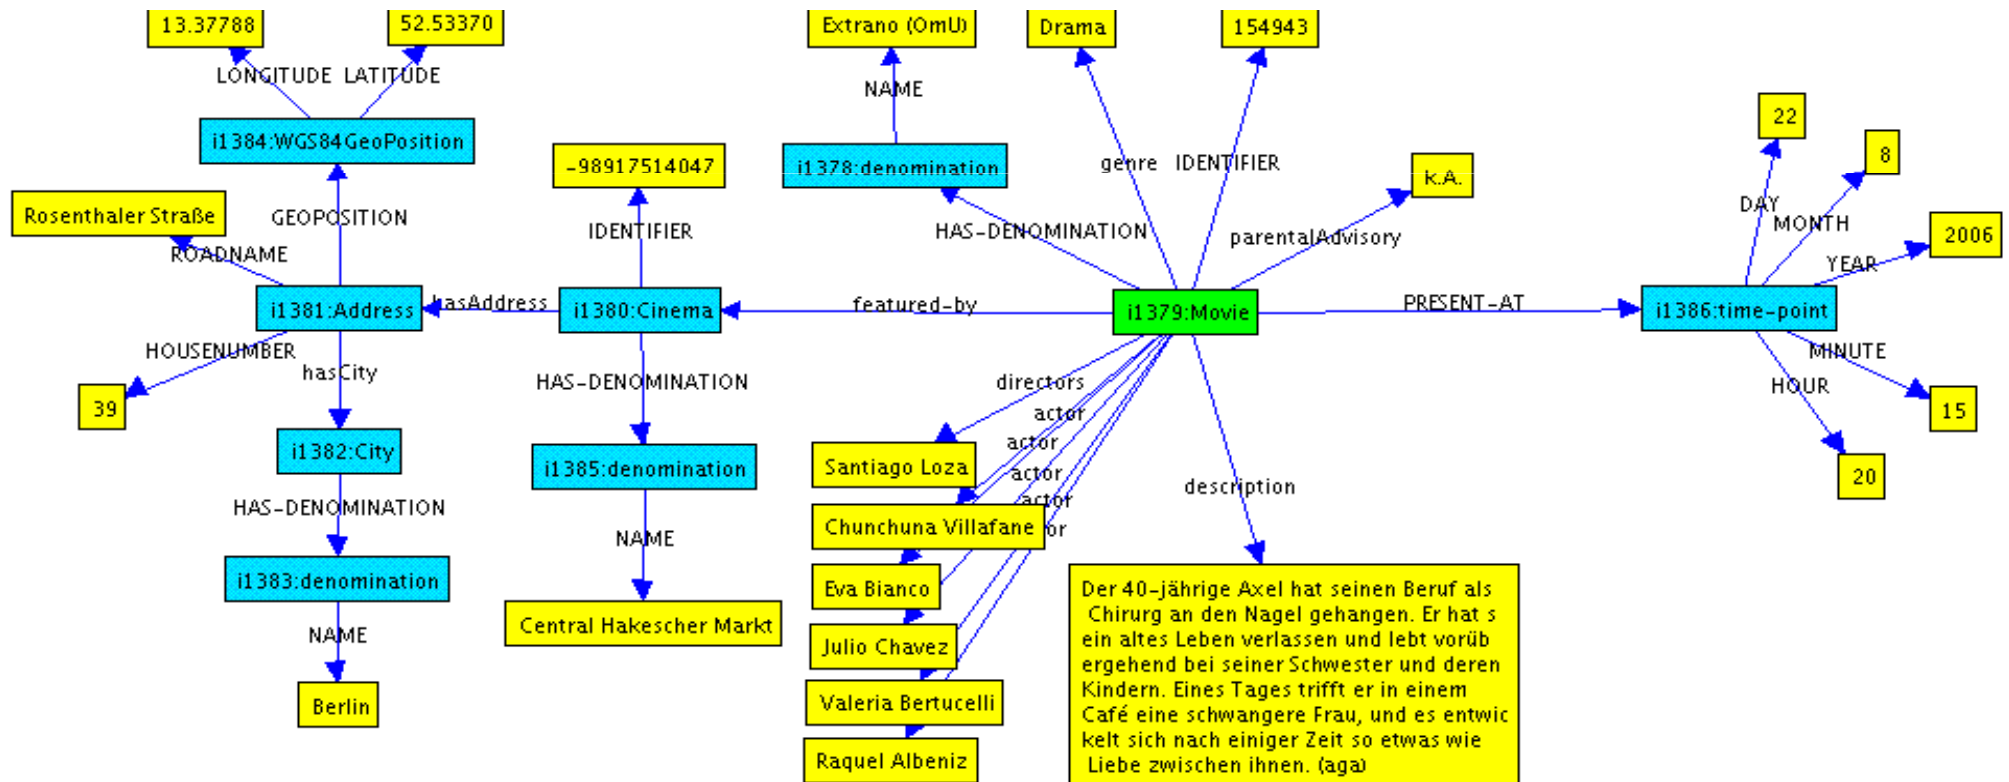 13.37788
52.53370
Extrano (OmU)
Drama
154943
LONGITUDE LATITUDE
NAME
22
i1384:WGS84GeoPosition
-98917514047
i1378:denomination
genre IDENTIFIER
k.A.
8
Rosenthaler Straße
GEOPOSITION
IDENTIFIER
HAS-DENOMINATION
parentalAdvisory
DAY
MONTH
2006
ROADNAME
YEAR
i1381:Address
hasAddress
i1380:Cinema
featured-by
i1379:Movie
PRESENT-AT
i1386:time-point
HOUSENUMBER
hasCity
HAS-DENOMINATION
directors
MINUTE
HOUR
39
actor
15
i1382:City
i1385:denomination
actor
Santiago Loza
actor
description
20
HAS-DENOMINATION
actor
Chunchuna Villafane
or
NAME
i1383:denomination
Eva Bianco
NAME
Central Hakescher Markt
Julio Chavez
Berlin
Valeria Bertucelli
Raquel Albeniz
Der 40-jährige Axel hat seinen Beruf als
Chirurg an den Nagel gehangen. Er hat s
ein altes Leben verlassen und lebt vorüb
ergehend bei seiner Schwester und deren
Kindern. Eines Tages trifft er in einem
Café eine schwangere Frau, und es entwic
kelt sich nach einiger Zeit so etwas wie
Liebe zwischen ihnen. (aga)